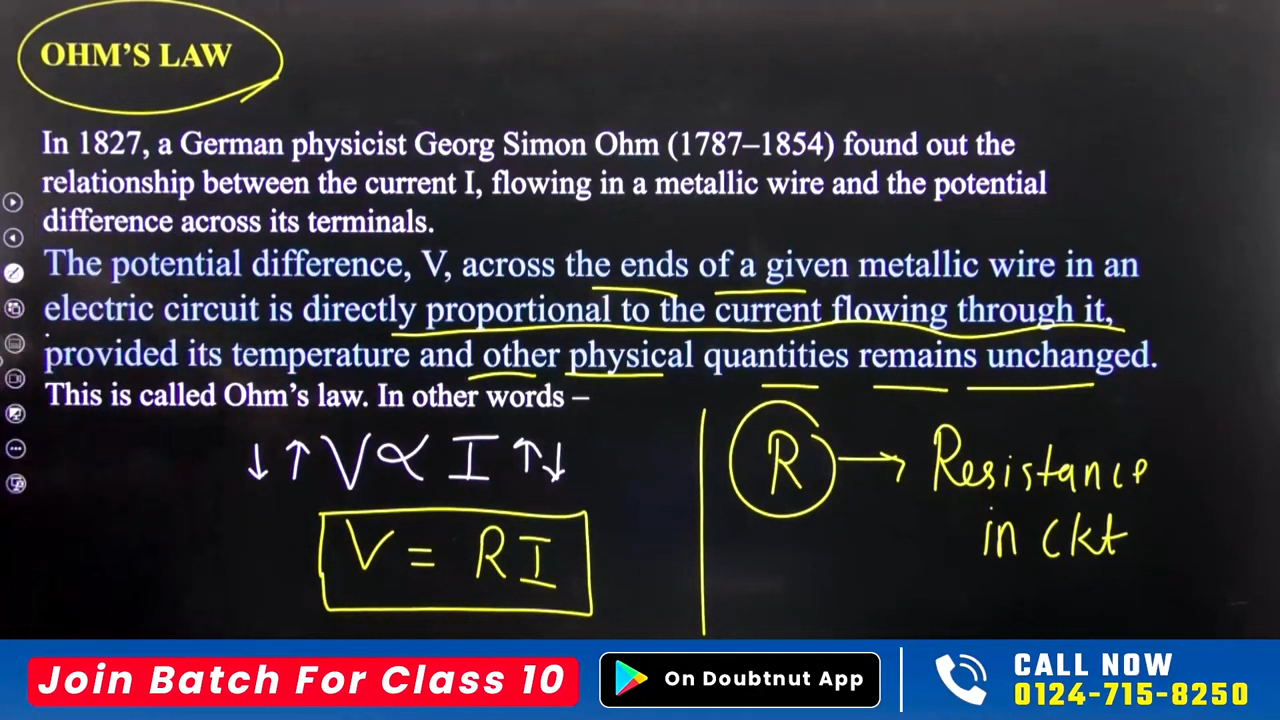 OHM'S LAW
In 1827, a German physicist Georg Simon Ohm (1787–1854) found out the
relationship between the current I, flowing in a metallic wire and the potential
difference across its terminals.
The potential difference, V, across the ends of a given metallic wire in an
electric circuit is directly proportional to the current flowing through it,
provided its temperature and other physical quantities remains unchanged.
This is called Ohm's law. In other words –
↓↑ V ∝ I ↑↓
V = RI
R → Resistance
in ckt
Join Batch For Class 10
On Doubtnut App
CALL NOW
0124-715-8250